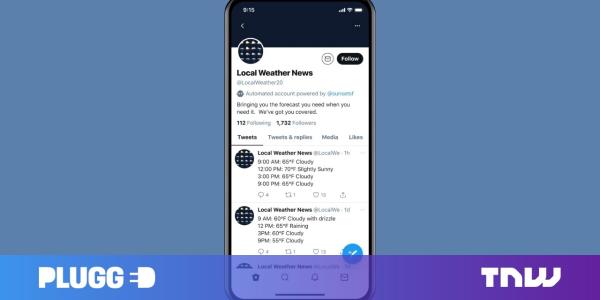 9:15
Follow
Local Weather News
@LocalWeather20
Automated account powered by @sunsetsf
Bringing you the forecast you need when you
need it. We've got you covered.
112 Following 1,732 Followers
Tweets Tweets & replies Media Likes
Local Weather News @LocalWe · 1h
9:00 AM: 65°F Cloudy
12:00 PM: 70°F Slightly Sunny
3:00 PM: 65°F Cloudy
9:00 PM: 65°F Cloudy
4 1 13
Local Weather News @LocalWe · 1d
9 AM: 60°F Cloudy with drizzle
12 PM: 65°F Raining
3PM: 60°F Cloudy
9PM: 55°F Cloudy
4 1 13
Local Weather News
PLUGGED
TNW